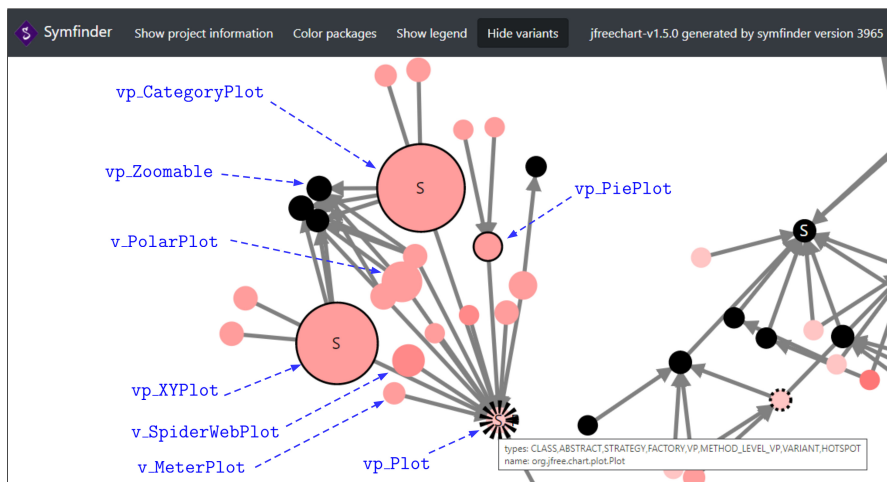 Symfinder Show project information Color packages Show legend Hide variants jfreechart-v1.5.0 generated by symfinder version 3965
vp_CategoryPlot
S
vp_Zoomable
vp_PiePlot
S
v_PolarPlot
S
vp_XYPlot
v_SpiderWebPlot
S
v_MeterPlot
vp_Plot
types: CLASS,ABSTRACT,STRATEGY,FACTORY,VP,METHOD_LEVEL_VP,VARIANT,HOTSPOT
name: org.jfree.chart.plot.Plot